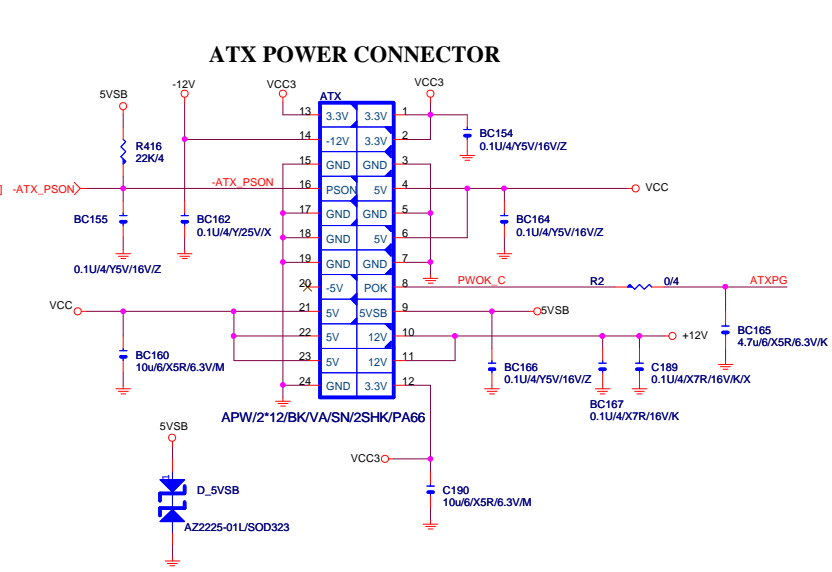 ATX POWER CONNECTOR
5VSB
-12V
VCC3
VCC3
ATX
13 3.3V 3.3V 1
14 -12V 3.3V 2
15 GND GND 3
16 PSON 5V 4
17 GND GND 5
18 GND 5V 6
19 GND GND 7
20 -5V POK 8
21 5V 5VSB 9
22 5V 12V 10
23 5V 12V 11
24 GND 3.3V 12
APW/2*12/BK/VA/SN/2SHK/PA66
R416
22K/4
BC154
0.1U/4/Y5V/16V/Z
-ATX_PSON
-ATX_PSON
VCC
BC155
0.1U/4/Y5V/16V/Z
BC162
0.1U/4/Y/25V/X
BC164
0.1U/4/Y5V/16V/Z
PWOK_C
R2
0/4
ATXPG
VCC
5VSB
+12V
BC165
4.7u/6/X5R/6.3V/K
BC160
10u/6/X5R/6.3V/M
BC166
0.1U/4/Y5V/16V/Z
C189
0.1U/4/X7R/16V/K/X
BC167
0.1U/4/X7R/16V/K
5VSB
VCC3
1
D_5VSB
AZ2225-01L/SOD323
C190
10u/6/X5R/6.3V/M